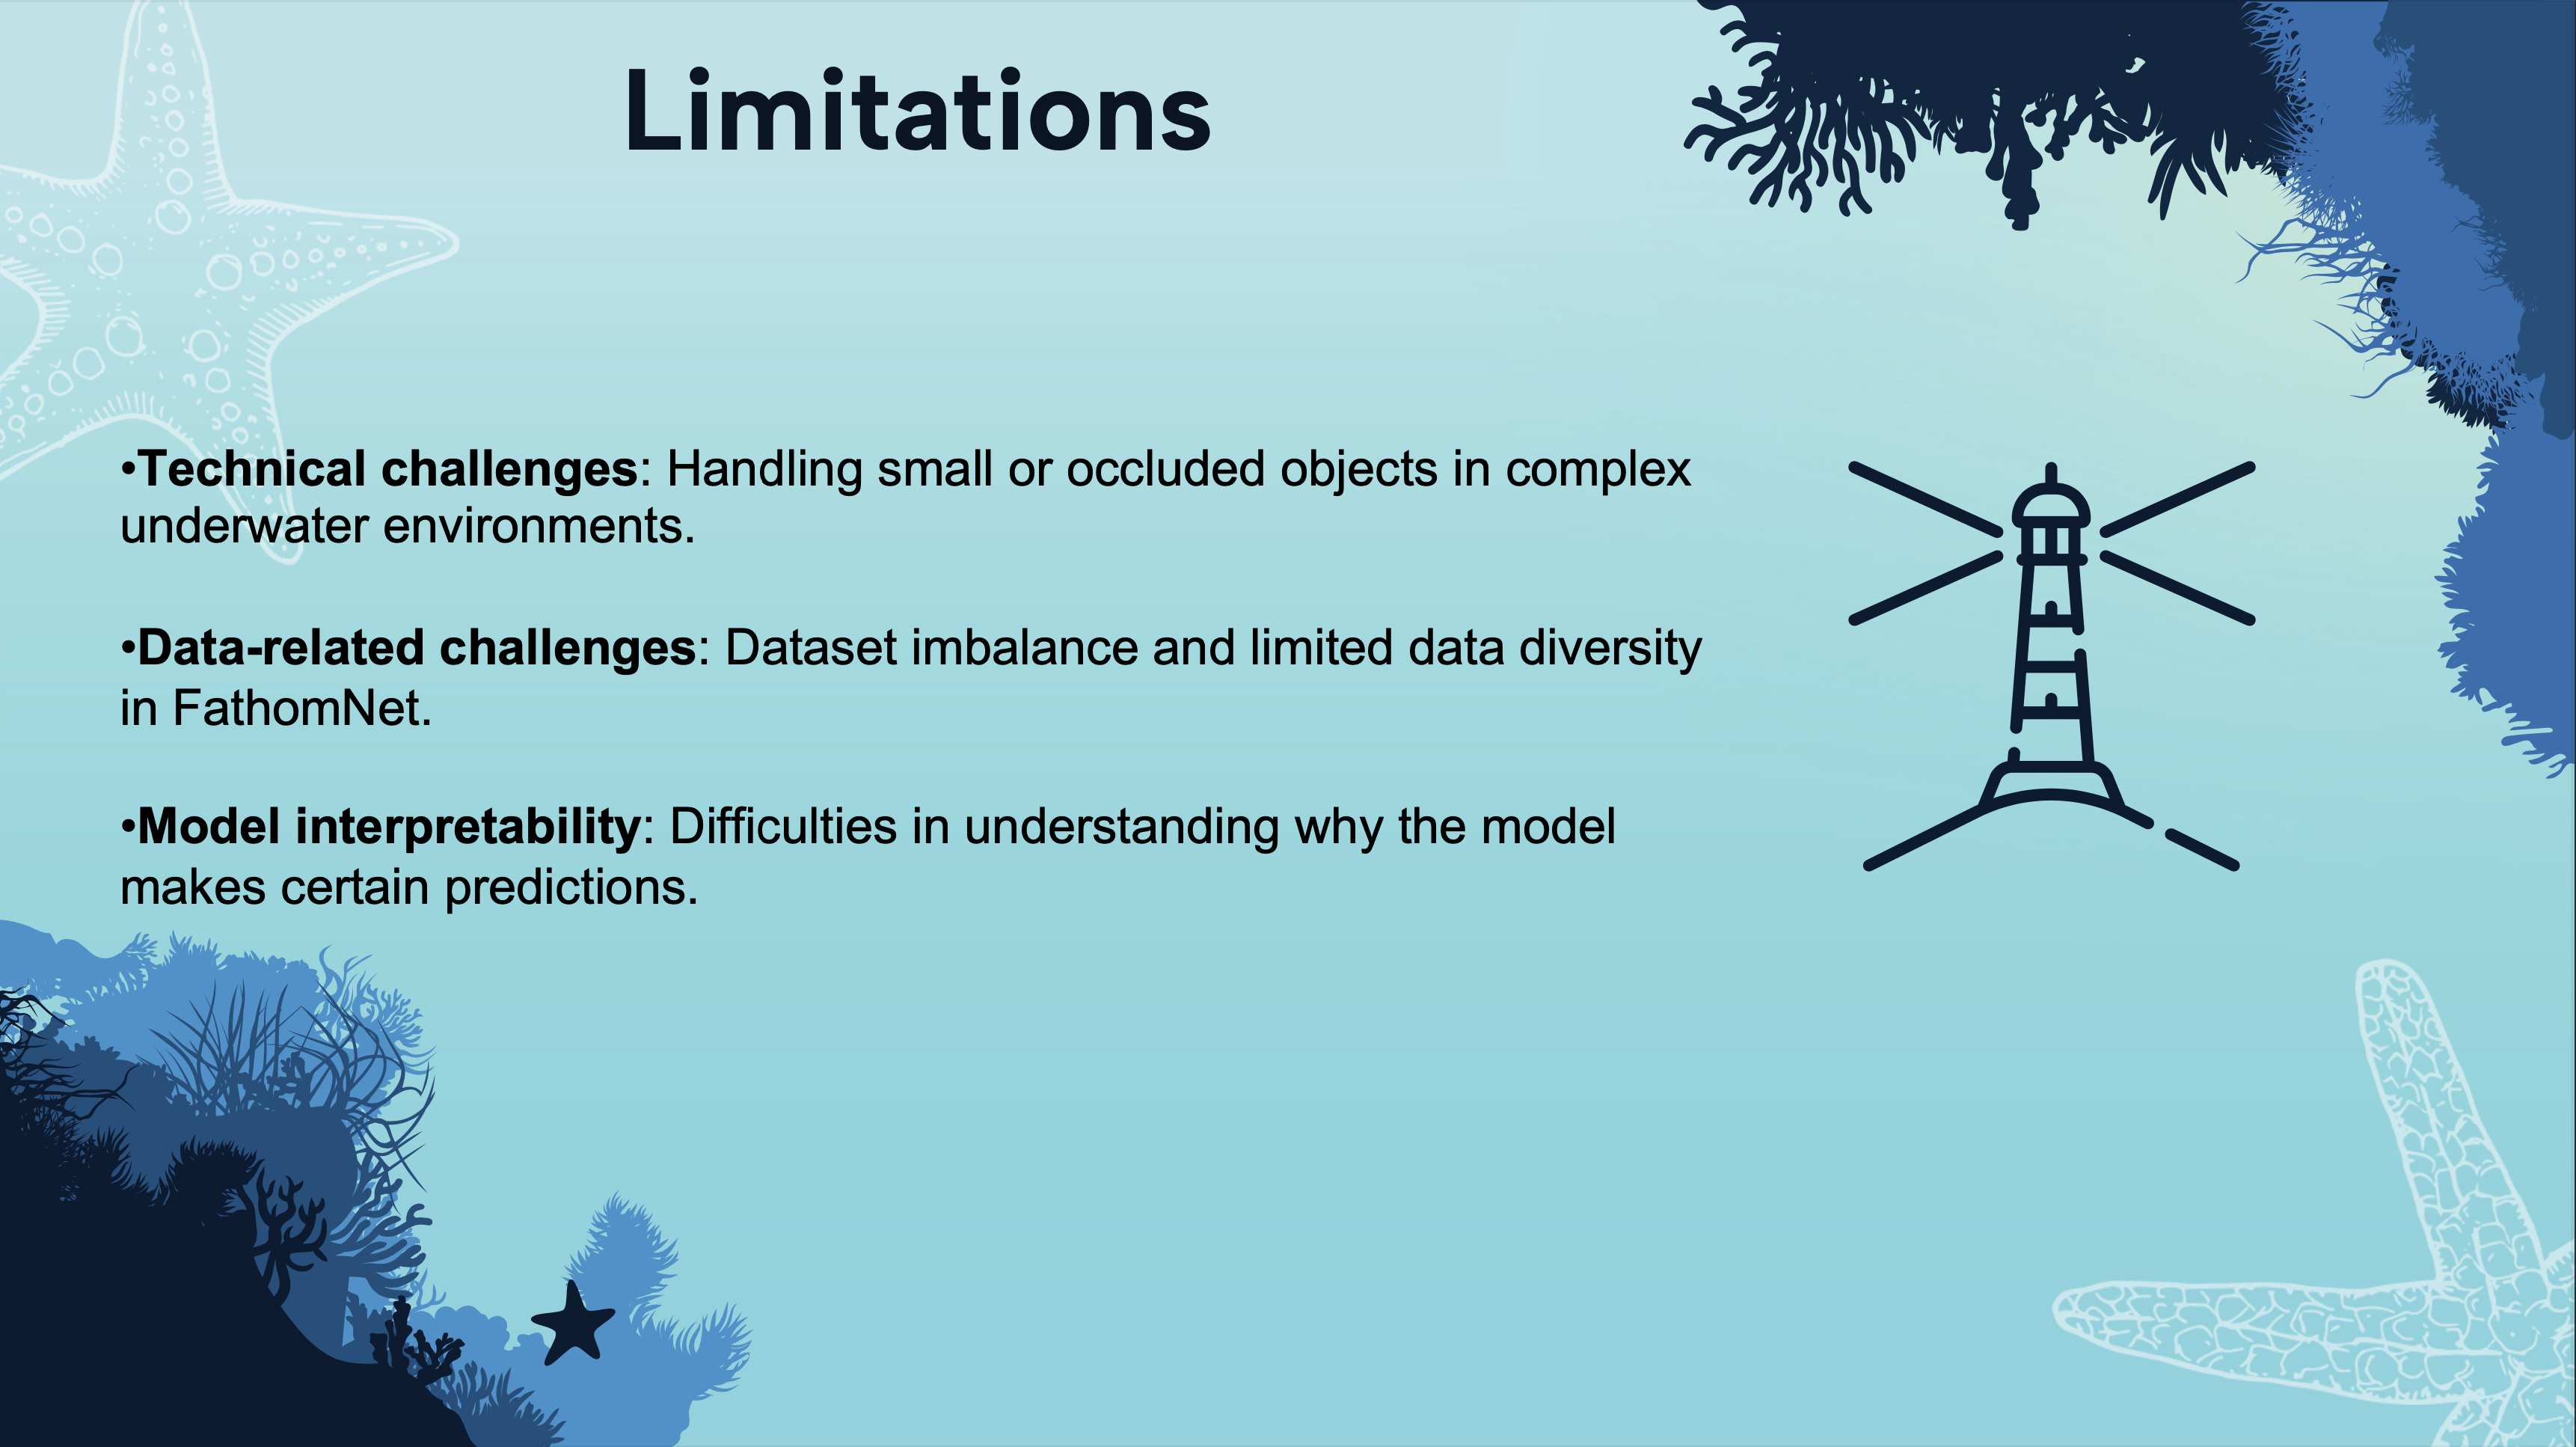 Limitations
•Technical challenges: Handling small or occluded objects in complex
underwater environments.
•Data-related challenges: Dataset imbalance and limited data diversity
in FathomNet.
•Model interpretability: Difficulties in understanding why the model
makes certain predictions.